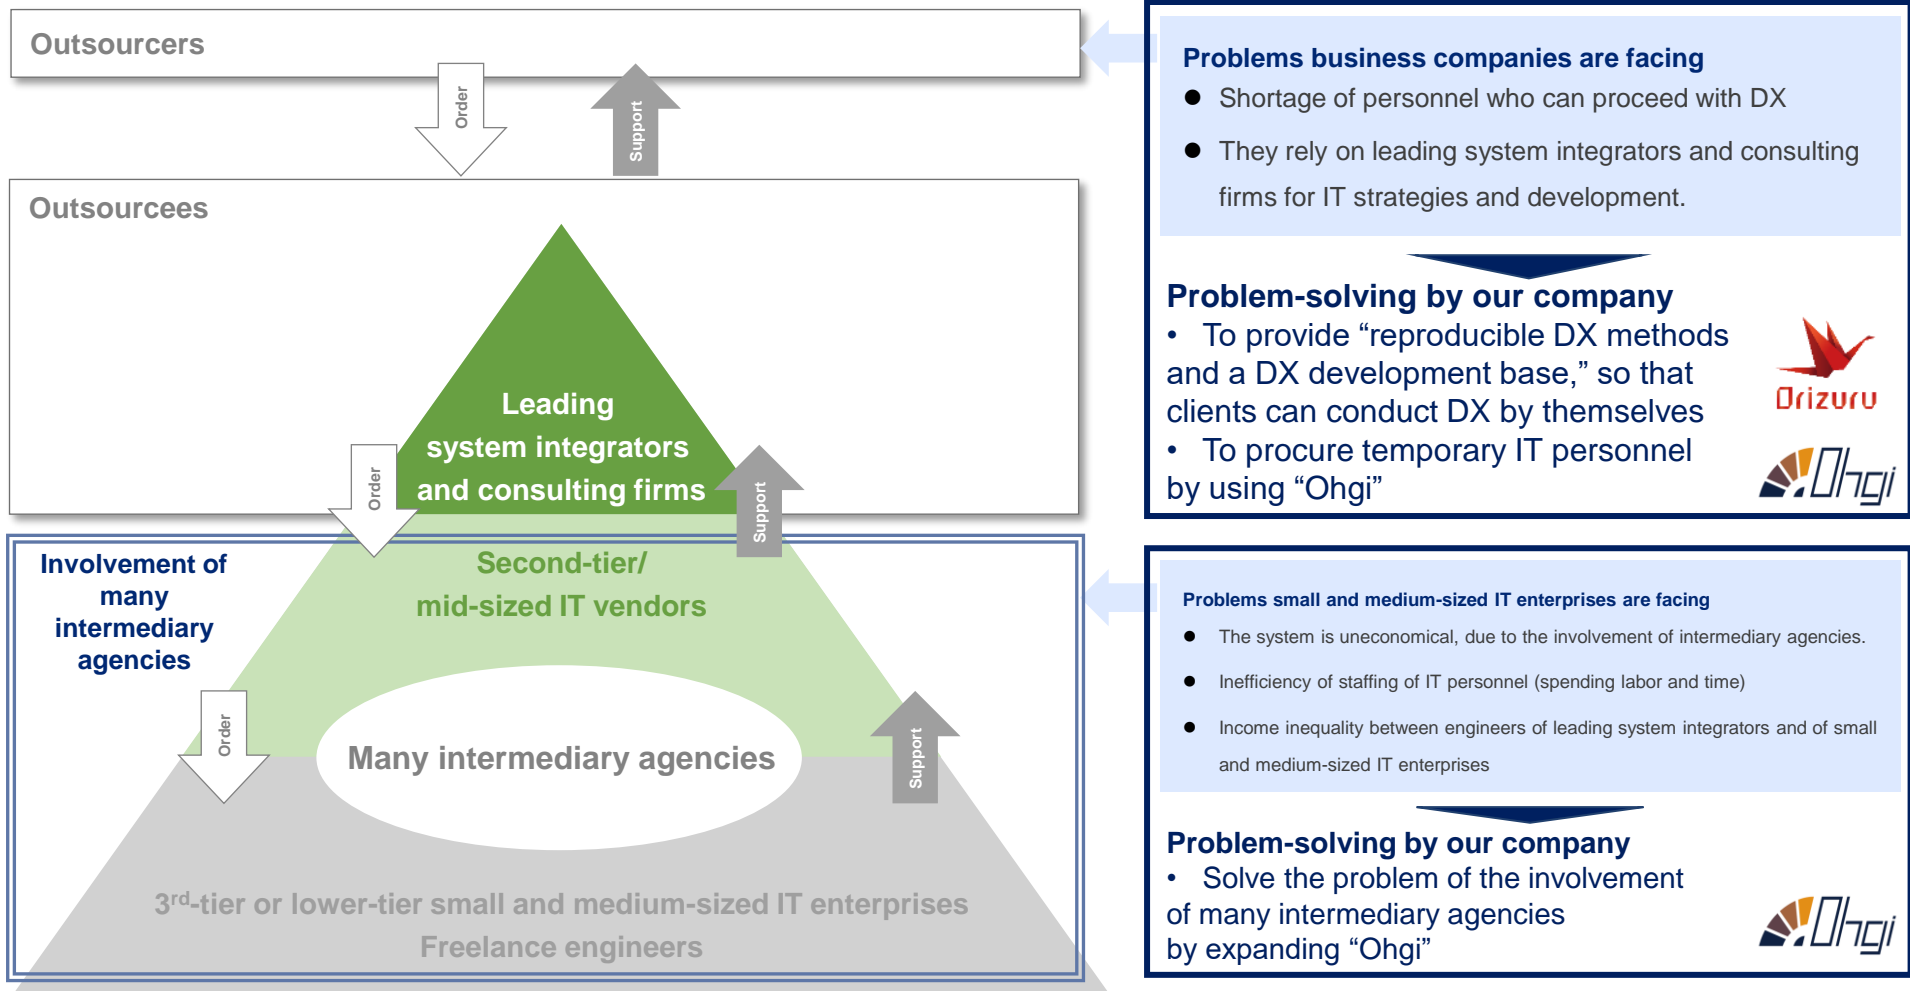 Outsourcers
Order
Support
Outsourcees
Leading
system integrators
and consulting firms
Order
Support
Involvement of
many
intermediary
agencies
Second-tier/
mid-sized IT vendors
Order
Support
Many intermediary agencies
3rd-tier or lower-tier small and medium-sized IT enterprises
Freelance engineers
Problems business companies are facing
● Shortage of personnel who can proceed with DX
● They rely on leading system integrators and consulting
firms for IT strategies and development.
Problem-solving by our company
• To provide “reproducible DX methods
and a DX development base,” so that
clients can conduct DX by themselves
• To procure temporary IT personnel
by using “Ohgi”
Orizuru
Ohgi
Problems small and medium-sized IT enterprises are facing
● The system is uneconomical, due to the involvement of intermediary agencies.
● Inefficiency of staffing of IT personnel (spending labor and time)
● Income inequality between engineers of leading system integrators and of small
and medium-sized IT enterprises
Problem-solving by our company
• Solve the problem of the involvement
of many intermediary agencies
by expanding “Ohgi”
Ohgi